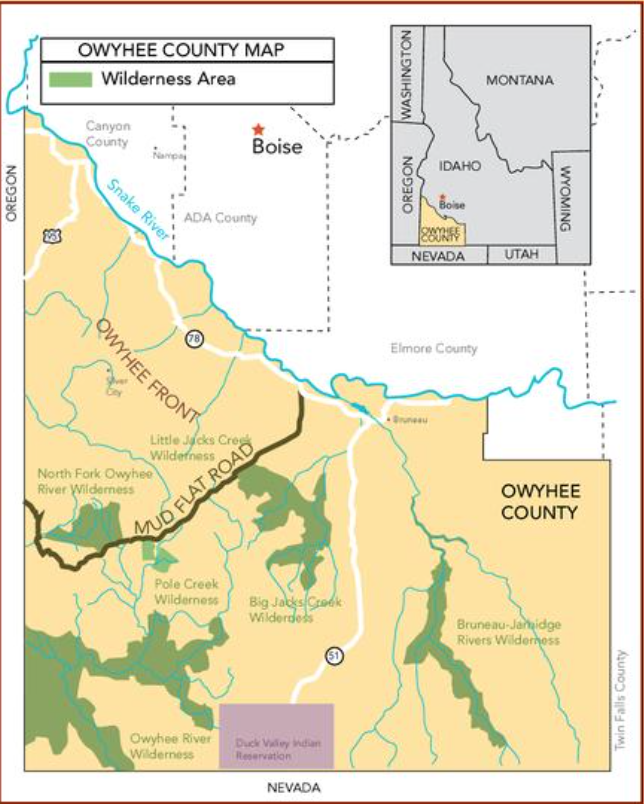 OWYHEE COUNTY MAP
Wilderness Area
WASHINGTON
MONTANA
OREGON
IDAHO
WYOMING
Boise
OWYHEE
COUNTY
NEVADA
UTAH
Canyon
County
Nampa
Boise
OREGON
Snake River
ADA County
95
78
Elmore County
OWYHEE FRONT
Silver
City
Bruneau
Little Jacks Creek
Wilderness
North Fork Owyhee
River Wilderness
MUD FLAT ROAD
OWYHEE
COUNTY
Pole Creek
Wilderness
Big Jacks Creek
Wilderness
Bruneau-Jarbidge
Rivers Wilderness
51
Twin Falls County
Owyhee River
Wilderness
Duck Valley Indian
Reservation
NEVADA